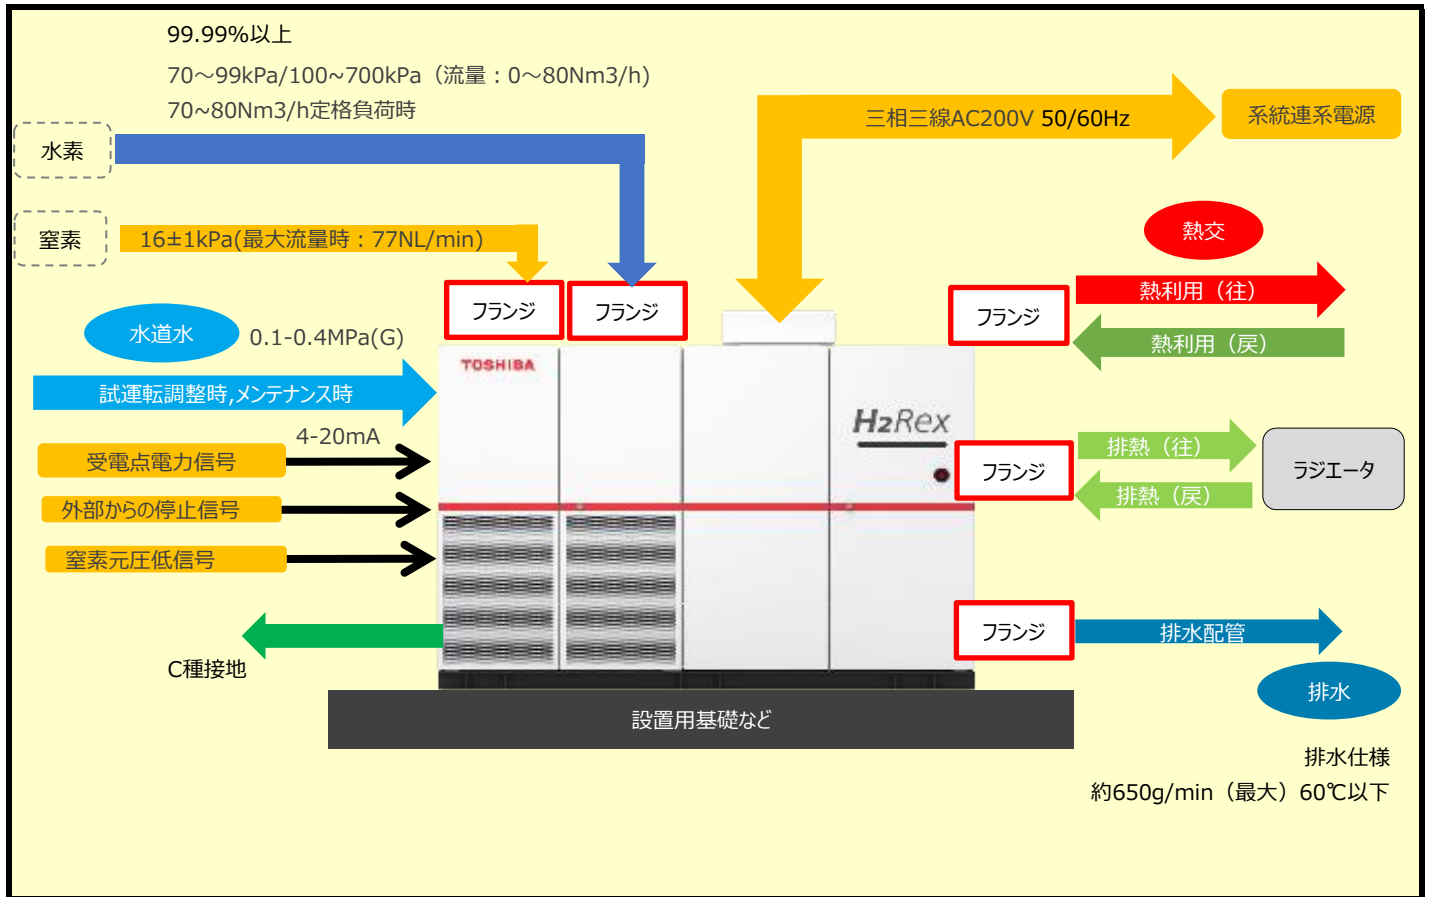 99.99%以上
70～99kPa/100~700kPa（流量：0～80Nm3/h)
70~80Nm3/h定格負荷時
三相三線AC200V 50/60Hz
系統連系電源
水素
窒素
16±1kPa(最大流量時：77NL/min)
熱交
フランジ
フランジ
フランジ
熱利用（往）
熱利用（戻）
水道水
0.1-0.4MPa(G)
TOSHIBA
試運転調整時,メンテナンス時
H2Rex
4-20mA
受電点電力信号
フランジ
排熱（往）
排熱（戻）
ラジエータ
外部からの停止信号
窒素元圧低信号
フランジ
排水配管
C種接地
排水
設置用基礎など
排水仕様
約650g/min（最大）60℃以下